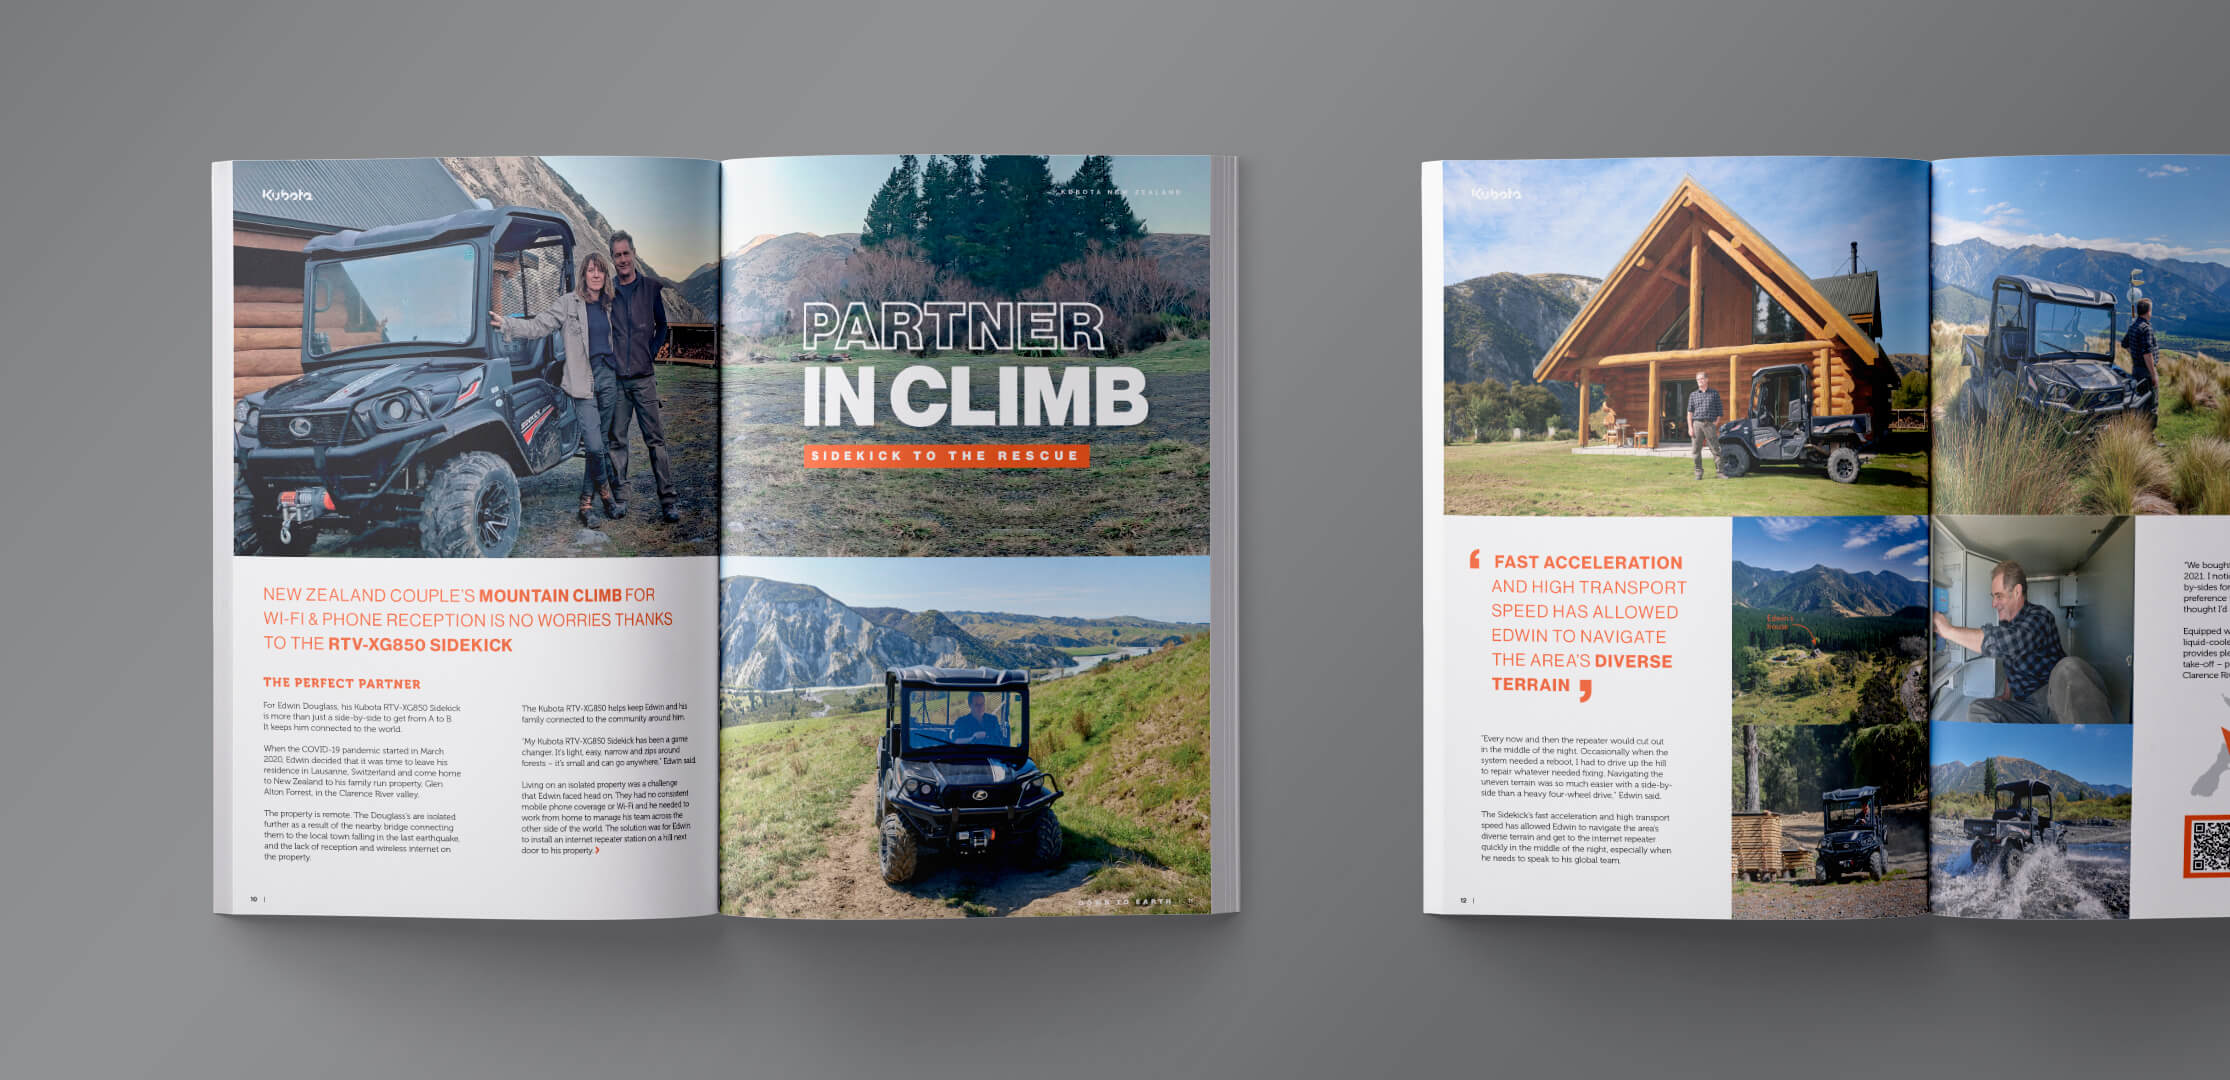 Kubota
KUBOTA NEW ZEALAND
PARTNER
IN CLIMB
SIDEKICK TO THE RESCUE
NEW ZEALAND COUPLE'S MOUNTAIN CLIMB FOR
WI-FI & PHONE RECEPTION IS NO WORRIES THANKS
TO THE RTV-XG850 SIDEKICK
THE PERFECT PARTNER
For Edwin Douglass, his Kubota RTV-XG850 Sidekick
is more than just a side-by-side to get from A to B.
It keeps him connected to the world.
When the COVID-19 pandemic started in March
2020, Edwin decided that it was time to leave his
residence in Lausanne, Switzerland and come home
to New Zealand to his family run property, Glen
Alton Forrest, in the Clarence River valley.
The property is remote. The Douglass's are isolated
further as a result of the nearby bridge connecting
them to the local town falling in the last earthquake,
and the lack of reception and wireless internet on
the property.
The Kubota RTV-XG850 helps keep Edwin and his
family connected to the community around him.
"My Kubota RTV-XG850 Sidekick has been a game
changer. It's light, easy, narrow and zips around
forests – it's small and can go anywhere," Edwin said.
Living on an isolated property was a challenge
that Edwin faced head on. They had no consistent
mobile phone coverage or Wi-Fi and he needed to
work from home to manage his team across the
other side of the world. The solution was for Edwin
to install an internet repeater station on a hill next
door to his property. >
10 |
DOWN TO EARTH | 11
Kubota
‘ FAST ACCELERATION
AND HIGH TRANSPORT
SPEED HAS ALLOWED
EDWIN TO NAVIGATE
THE AREA'S DIVERSE
TERRAIN ’
"Every now and then the repeater would cut out
in the middle of the night. Occasionally when the
system needed a reboot, I had to drive up the hill
to repair whatever needed fixing. Navigating the
uneven terrain was so much easier with a side-by-
side than a heavy four-wheel drive," Edwin said.
The Sidekick's fast acceleration and high transport
speed has allowed Edwin to navigate the area's
diverse terrain and get to the internet repeater
quickly in the middle of the night, especially when
he needs to speak to his global team.
12 |
Edwin's
house
"We bought
2021. I
by-sides for
preference
thought I'd
Equipped
liquid-coole
provides
take-off –
Clarence